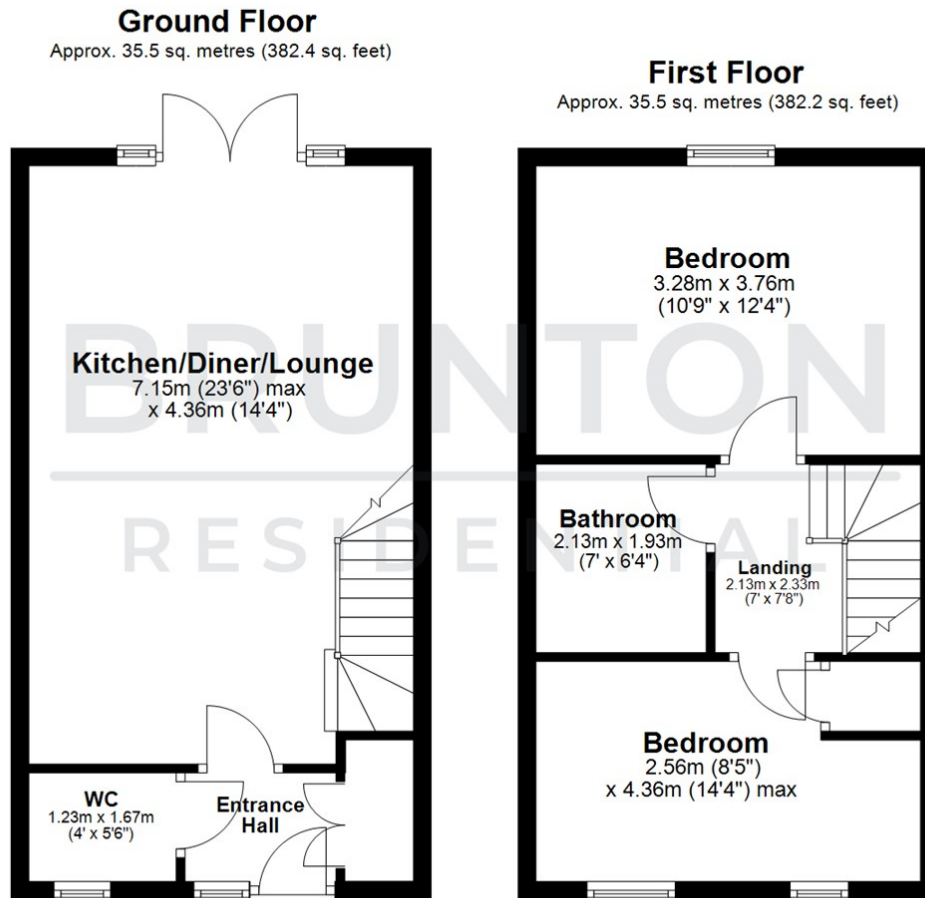 Ground Floor
Approx. 35.5 sq. metres (382.4 sq. feet)
Kitchen/Diner/Lounge
7.15m (23'6") max
x 4.36m (14'4")
WC
1.23m x 1.67m
(4' x 5'6")
Entrance
Hall
First Floor
Approx. 35.5 sq. metres (382.2 sq. feet)
Bedroom
3.28m x 3.76m
(10'9" x 12'4")
Bathroom
2.13m x 1.93m
(7' x 6'4")
Landing
2.13m x 2.33m
(7' x 7'8")
Bedroom
2.56m (8'5")
x 4.36m (14'4") max
BRUNTON
RESIDENTIAL